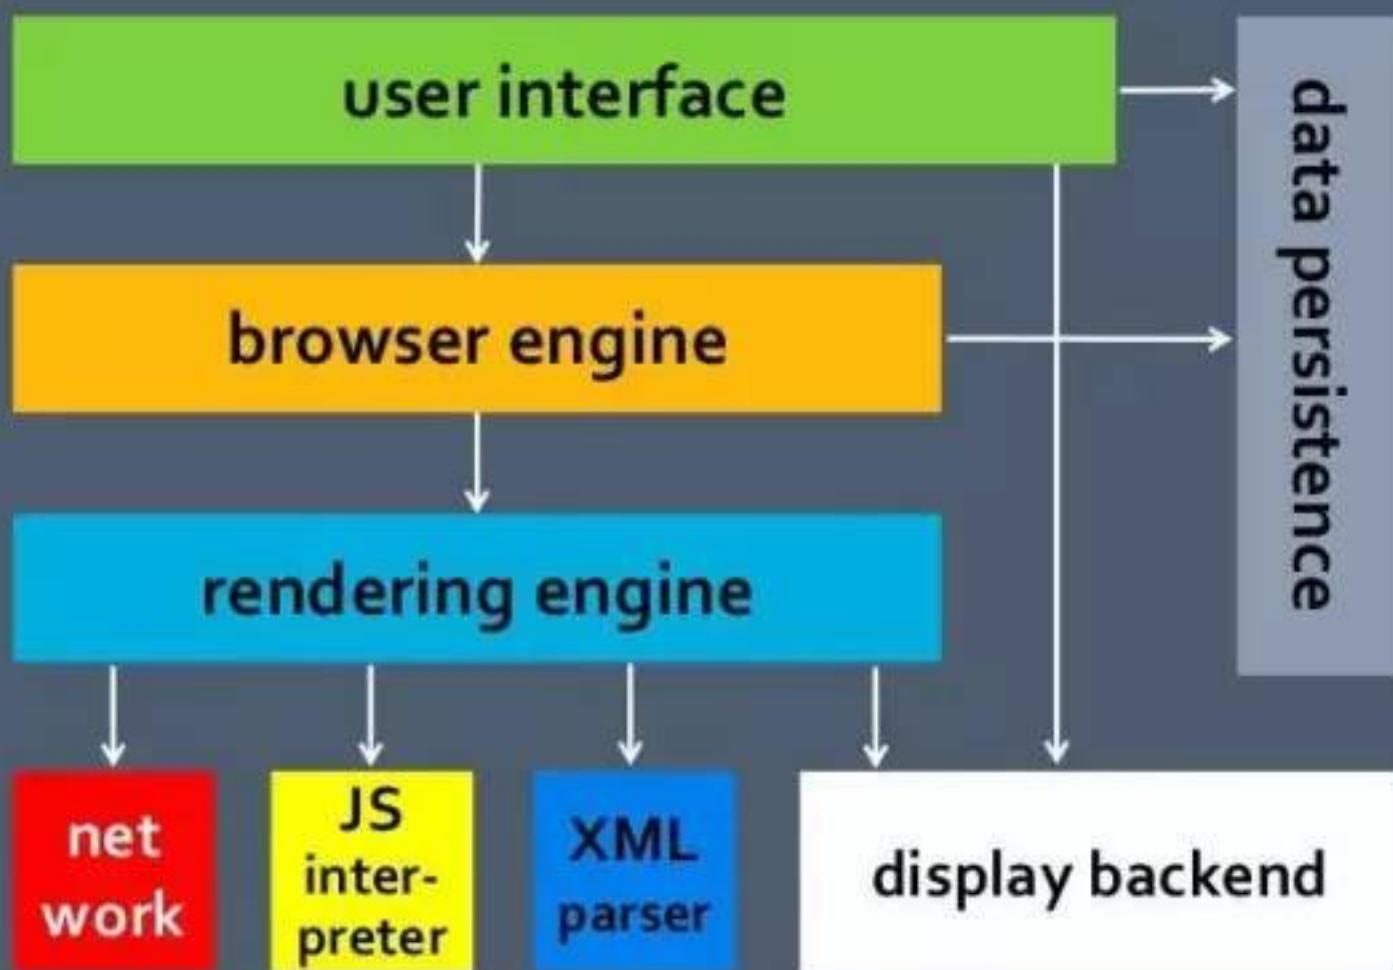 user interface
data persistence
browser engine
rendering engine
net
work
JS
inter-
preter
XML
parser
display backend